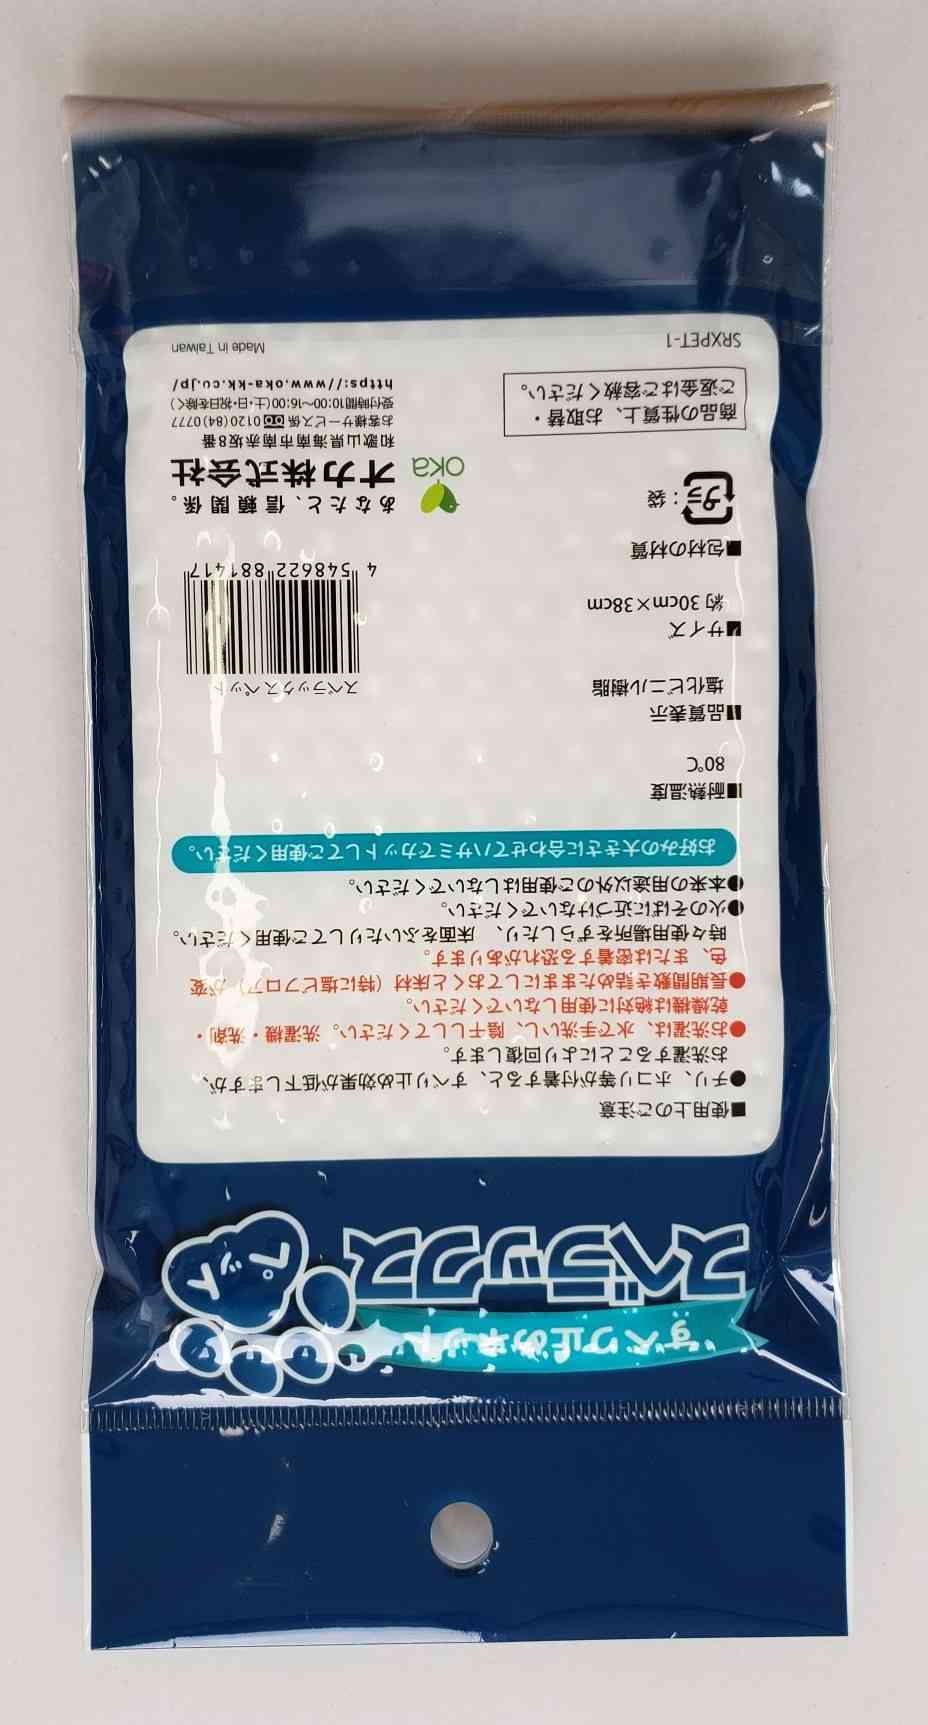 すべり止めネット
スベラックス
ペット
■使用上のご注意
●チリ、ホコリ等が付着すると、すべり止め効果が低下しますが、
お洗濯することにより回復します。
●お洗濯は、水で手洗いし、陰干ししてください。洗濯機・洗剤・
乾燥機は絶対に使用しないでください。
●長期間敷き詰めたままにしておくと床材（特に塩ビフロア）が変
色、または密着する恐れがあります。
時々使用場所をずらしたり、床面をふいたりしてご使用ください。
●火のそばに近づけないでください。
●本来の用途以外のご使用はしないでください。
お好みの大きさに合わせてハサミでカットしてご使用ください。
■耐熱温度
80℃
■品質表示
塩化ビニル樹脂
■サイズ
約30cm×38cm
■包材の材質
プラ：袋
商品の性質上、お取替・
ご返金はご容赦ください。
SRXPET-1
スベラックスペット
4 548622 881417
あなたと、信頼関係。
oka
オカ株式会社
和歌山県海南市南赤坂8番
お客様サービス係 0120(84)0777
受付時間10:00〜16:00(土・日・祝日を除く)
https://www.oka-kk.co.jp/
Made in Taiwan